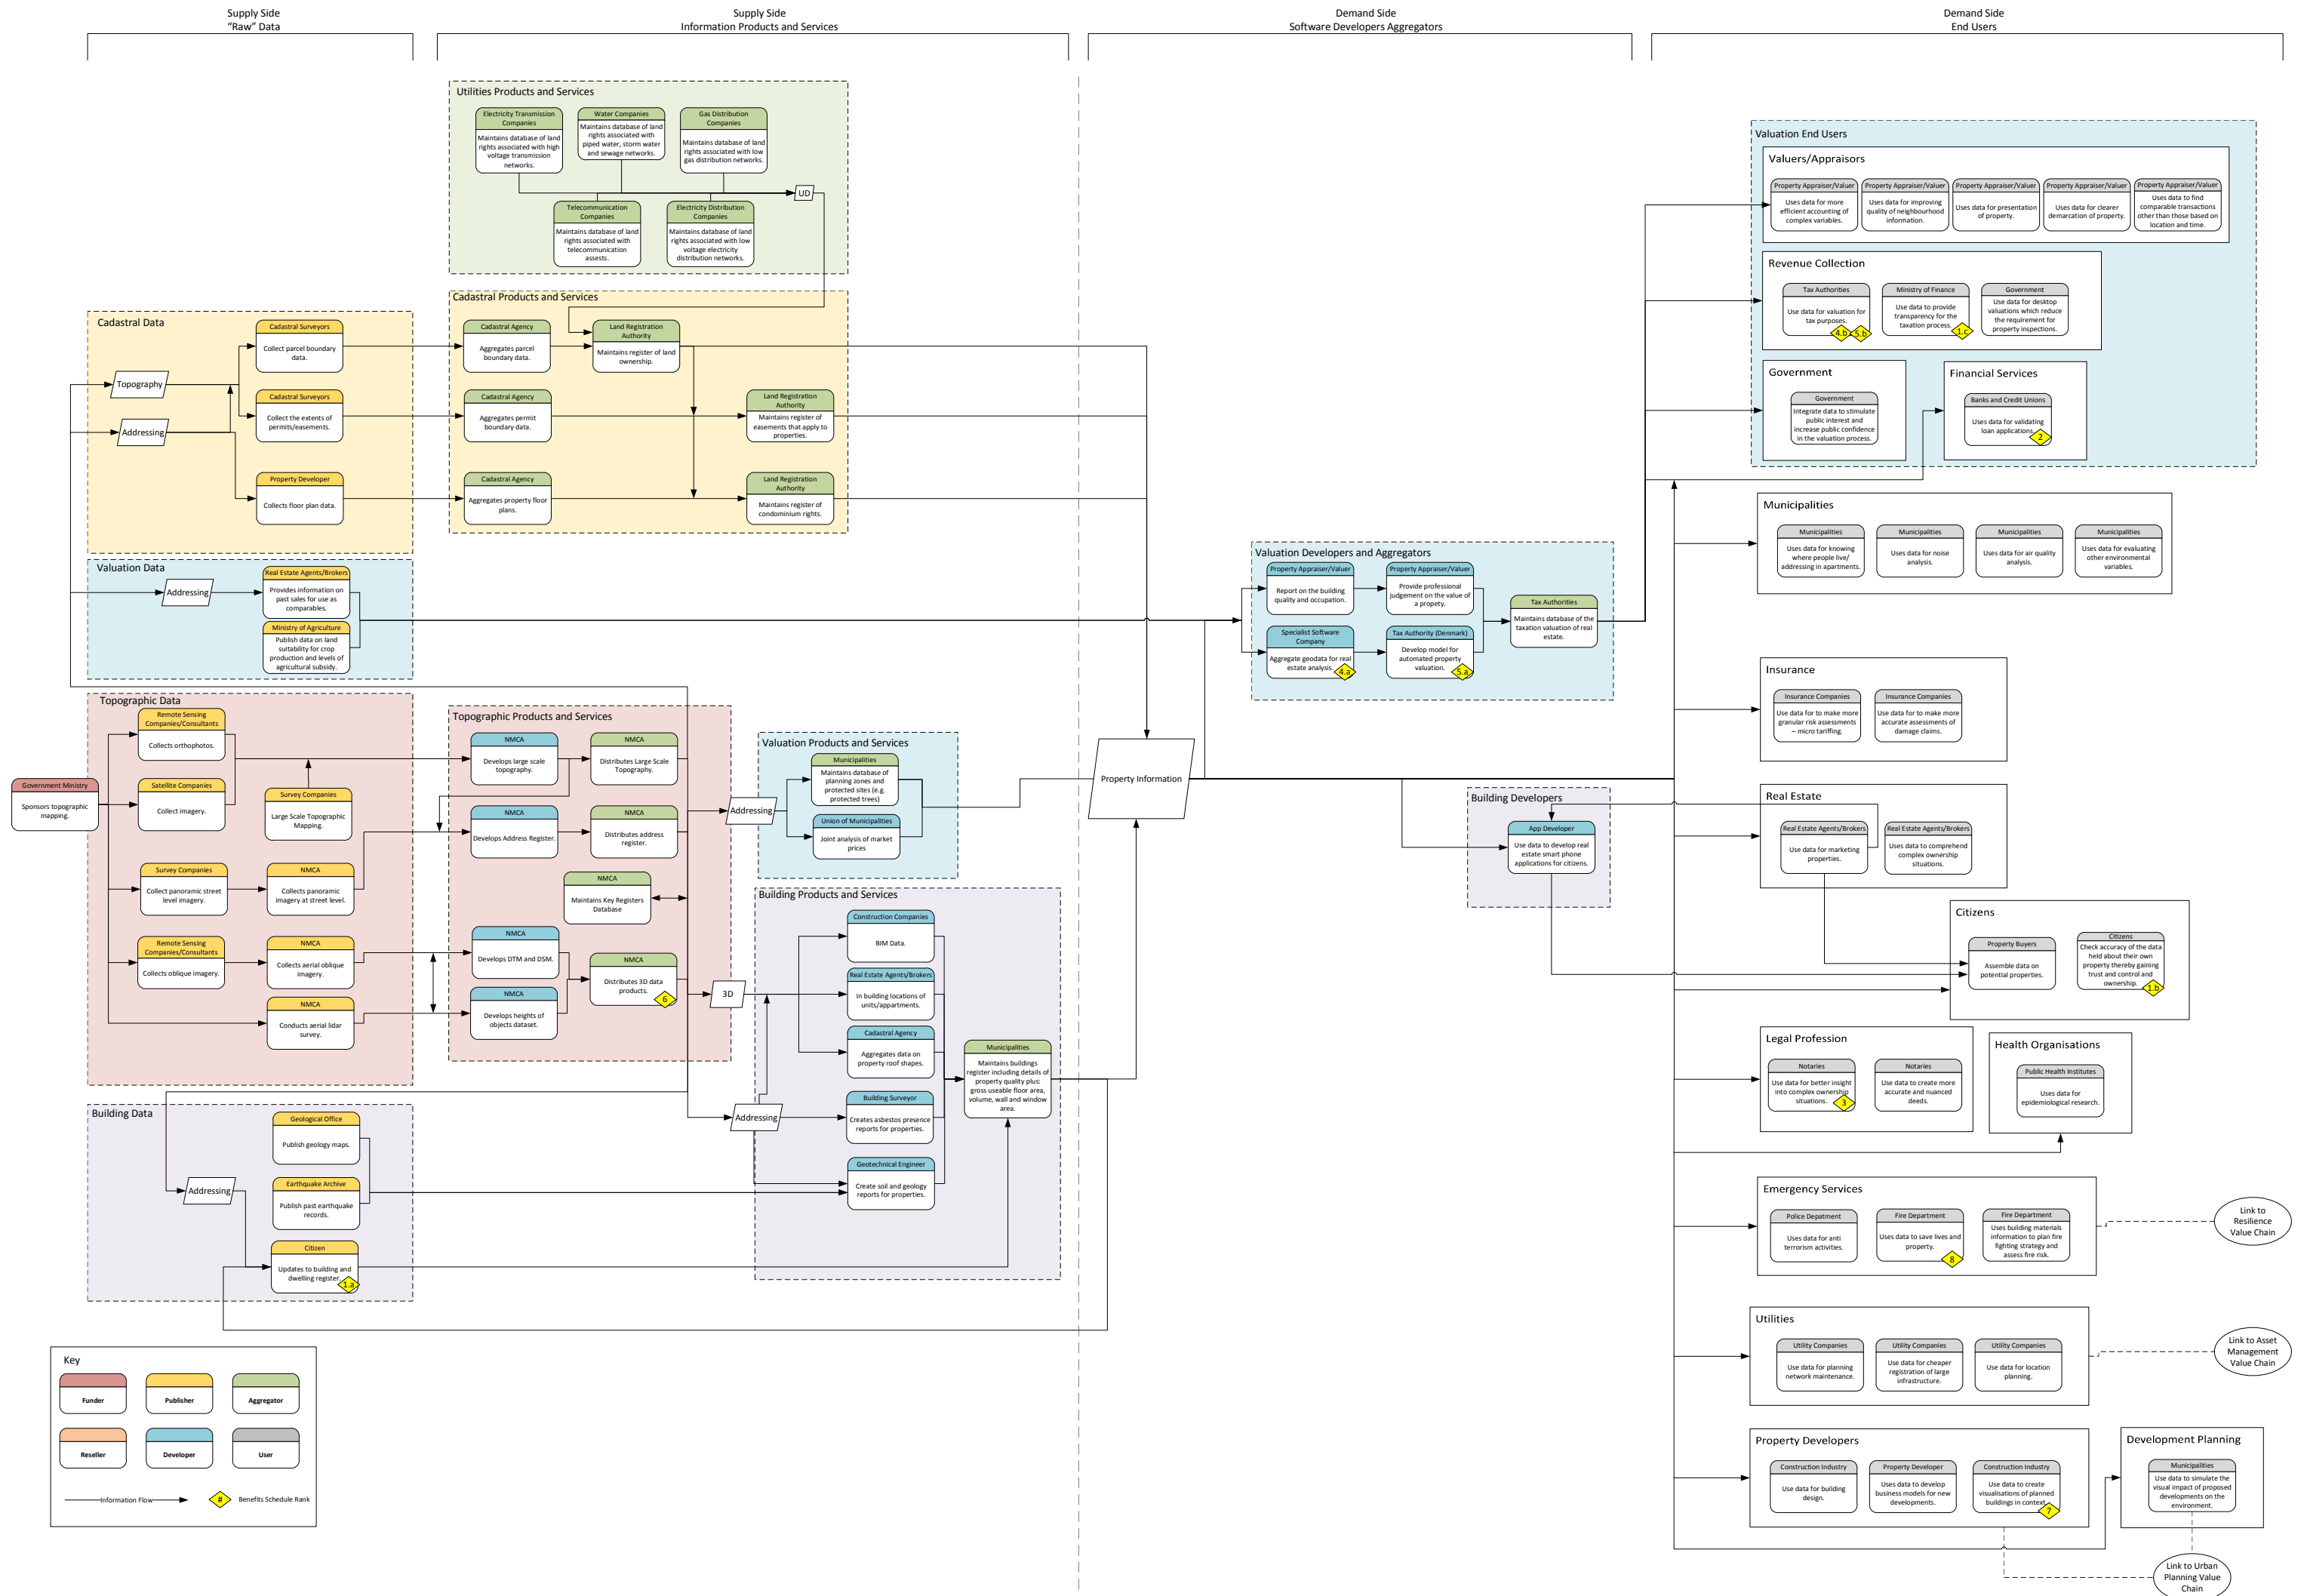 Supply Side
“Raw” Data
Supply Side
Information Products and Services
Demand Side
Software Developers Aggregators
Demand Side
End Users
Utilities Products and Services
Electricity Transmission
Companies
Maintains database of land
rights associated with high
voltage transmission
networks.
Water Companies
Maintains database of land
rights associated with
piped water, storm water
and sewage networks.
Gas Distribution
Companies
Maintains database of land
rights associated with low
gas distribution networks.
UD
Telecommunication
Companies
Maintains database of land
rights associated with
telecommunication
assests.
Electricity Distribution
Companies
Maintains database of land
rights associated with low
voltage electricity
distribution networks.
Cadastral Data
Topography
Addressing
Cadastral Surveyors
Collect parcel boundary
data.
Cadastral Surveyors
Collect the extents of
permits/easements.
Property Developer
Collects floor plan data.
Cadastral Products and Services
Cadastral Agency
Aggregates parcel
boundary data.
Land Registration
Authority
Maintains register of land
ownership.
Cadastral Agency
Aggregates permit
boundary data.
Land Registration
Authority
Maintains register of
easements that apply to
properties.
Cadastral Agency
Aggregates property floor
plans.
Land Registration
Authority
Maintains register of
condominium rights.
Valuation Data
Addressing
Real Estate Agents/Brokers
Provides information on
past sales for use as
comparables.
Ministry of Agriculture
Publish data on land
suitability for crop
production and levels of
agricultural subsidy.
Topographic Data
Government Ministry
Sponsors topographic
mapping.
Remote Sensing
Companies/Consultants
Collects orthophotos.
Satellite Companies
Collect imagery.
Survey Companies
Large Scale Topographic
Mapping.
Survey Companies
Collect panoramic street
level imagery.
NMCA
Collects panoramic
imagery at street level.
Remote Sensing
Companies/Consultants
Collects oblique imagery.
NMCA
Collects aerial oblique
imagery.
NMCA
Conducts aerial lidar
survey.
Topographic Products and Services
NMCA
Develops large scale
topography.
NMCA
Distributes Large Scale
Topography.
NMCA
Develops Address Register.
NMCA
Distributes address
register.
NMCA
Maintains Key Registers
Database
NMCA
Develops DTM and DSM.
NMCA
Distributes 3D data
products.
6
NMCA
Develops heights of
objects dataset.
Valuation Products and Services
Addressing
Municipalities
Maintains database of
planning zones and
protected sites (e.g.
protected trees)
Union of Municipalities
Joint analysis of market
prices
Building Products and Services
3D
Addressing
Construction Companies
BIM Data.
Real Estate Agents/Brokers
In building locations of
units/appartments.
Cadastral Agency
Aggregates data on
property roof shapes.
Building Surveyor
Creates asbestos presence
reports for properties.
Geotechnical Engineer
Create soil and geology
reports for properties.
Municipalities
Maintains buildings
register including details of
property quality plus:
gross useable floor area,
volume, wall and window
area.
Building Data
Addressing
Geological Office
Publish geology maps.
Earthquake Archive
Publish past earthquake
records.
Citizen
Updates to building and
dwelling register.
1.a
Property Information
Valuation Developers and Aggregators
Property Appraiser/Valuer
Report on the building
quality and occupation.
Property Appraiser/Valuer
Provide professional
judgement on the value of
a propety.
Specialist Software
Company
Aggregate geodata for real
estate analysis.
4.a
Tax Authority (Denmark)
Develop model for
automated property
valuation.
5.a
Tax Authorities
Maintains database of the
taxation valuation of real
estate.
Building Developers
App Developer
Use data to develop real
estate smart phone
applications for citizens.
Valuation End Users
Valuers/Appraisors
Property Appraiser/Valuer
Uses data for more
efficient accounting of
complex variables.
Property Appraiser/Valuer
Uses data for improving
quality of neighbourhood
information.
Property Appraiser/Valuer
Uses data for presentation
of property.
Property Appraiser/Valuer
Uses data for clearer
demarcation of property.
Property Appraiser/Valuer
Uses data to find
comparable transactions
other than those based on
location and time.
Revenue Collection
Tax Authorities
Use data for valuation for
tax purposes.
4.b
5.b
Ministry of Finance
Use data to provide
transparency for the
taxation process.
1.c
Government
Use data for desktop
valuations which reduce
the requirement for
property inspections.
Government
Government
Integrate data to stimulate
public interest and
increase public confidence
in the valuation process.
Financial Services
Banks and Credit Unions
Uses data for validating
loan applications.
2
Municipalities
Municipalities
Uses data for knowing
where people live/
addressing in apartments.
Municipalities
Uses data for noise
analysis.
Municipalities
Uses data for air quality
analysis.
Municipalities
Uses data for evaluating
other environmental
variables.
Insurance
Insurance Companies
Use data for to make more
granular risk assessments
– micro tariffing.
Insurance Companies
Use data for to make more
accurate assessments of
damage claims.
Real Estate
Real Estate Agents/Brokers
Use data for marketing
properties.
Real Estate Agents/Brokers
Uses data to comprehend
complex ownership
situations.
Citizens
Property Buyers
Assemble data on
potential properties.
Citizens
Check accuracy of the data
held about their own
property thereby gaining
trust and control and
ownership.
1.b
Legal Profession
Notaries
Use data for better insight
into complex ownership
situations.
3
Notaries
Use data to create more
accurate and nuanced
deeds.
Health Organisations
Public Health Institutes
Uses data for
epidemiological research.
Emergency Services
Police Depatment
Uses data for anti
terrorism activities.
Fire Department
Uses data to save lives and
property.
8
Fire Department
Uses building materials
information to plan fire
fighting strategy and
assess fire risk.
Link to
Resilience
Value Chain
Utilities
Utility Companies
Use data for planning
network maintenance.
Utility Companies
Use data for cheaper
registration of large
infrastructure.
Utility Companies
Use data for location
planning.
Link to Asset
Management
Value Chain
Property Developers
Construction Industry
Use data for building
design.
Property Developer
Uses data to develop
business models for new
developments.
Construction Industry
Use data to create
visualisations of planned
buildings in context.
7
Development Planning
Municipalities
Use data to simulate the
visual impact of proposed
developments on the
environment.
Link to Urban
Planning Value
Chain
Key
Funder
Publisher
Aggregator
Reseller
Developer
User
Information Flow
#
Benefits Schedule Rank